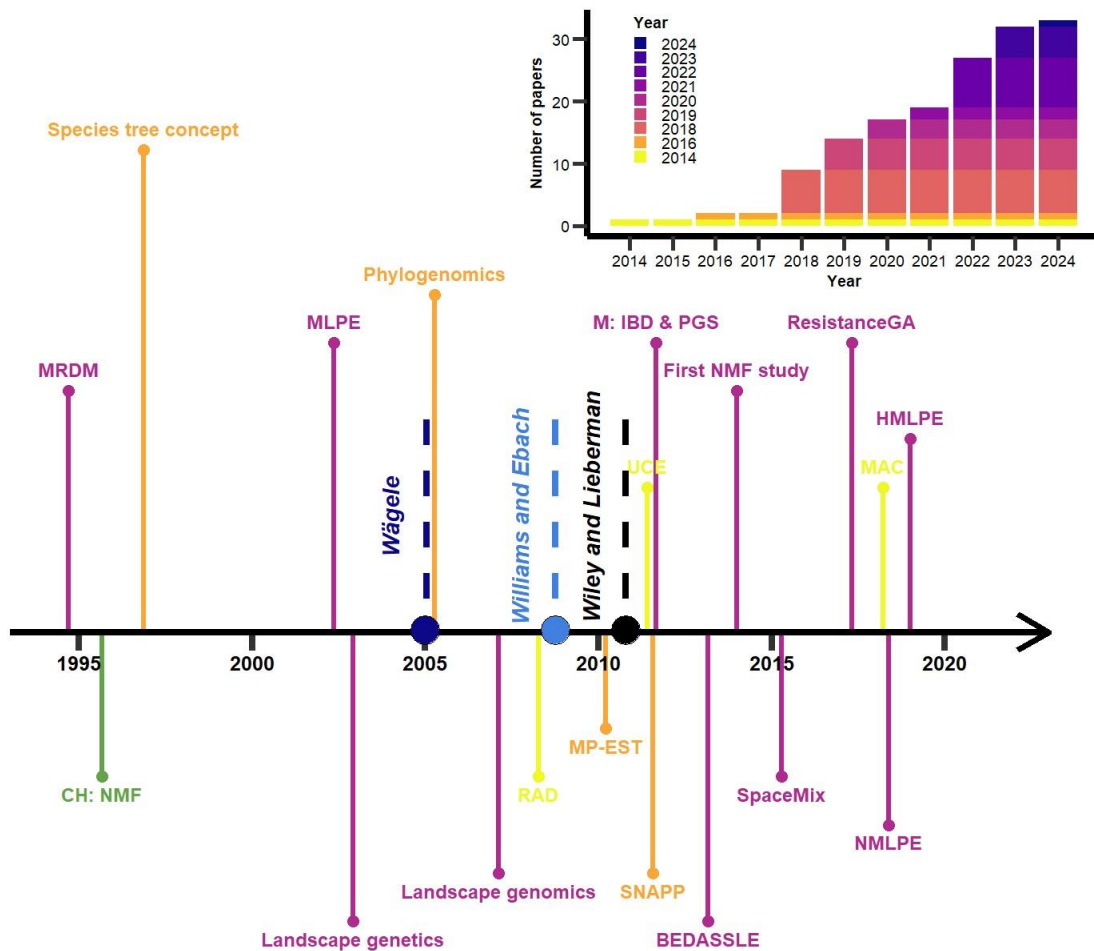 Year
2024
2023
2022
2021
2020
2019
2018
2016
2014
Number of papers
30
20
10
0
2014 2015 2016 2017 2018 2019 2020 2021 2022 2023 2024
Year
Species tree concept
Phylogenomics
MLPE
M: IBD & PGS
ResistanceGA
MRDM
First NMF study
HMLPE
UCE
MAC
Wägele
Williams and Ebach
Wiley and Lieberman
1995 2000 2005 2010 2015 2020
MP-EST
CH: NMF
RAD
SpaceMix
NMLPE
Landscape genomics
SNAPP
Landscape genetics
BEDASSLE